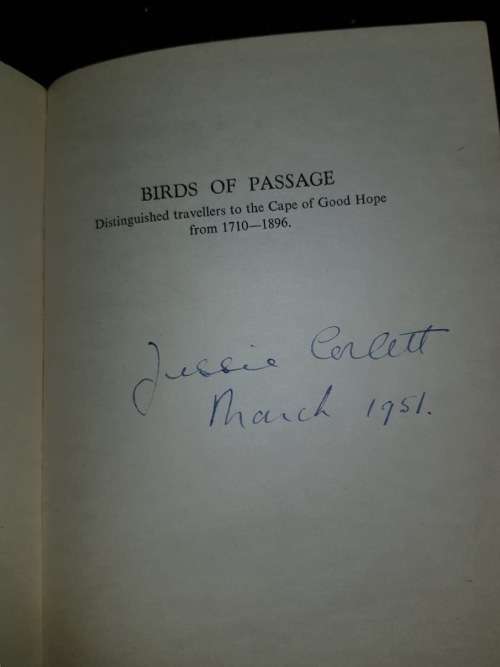 BIRDS OF PASSAGE
Distinguished travellers to the Cape of Good Hope
from 1710—1896.
Jessie Corlett
March 1951.